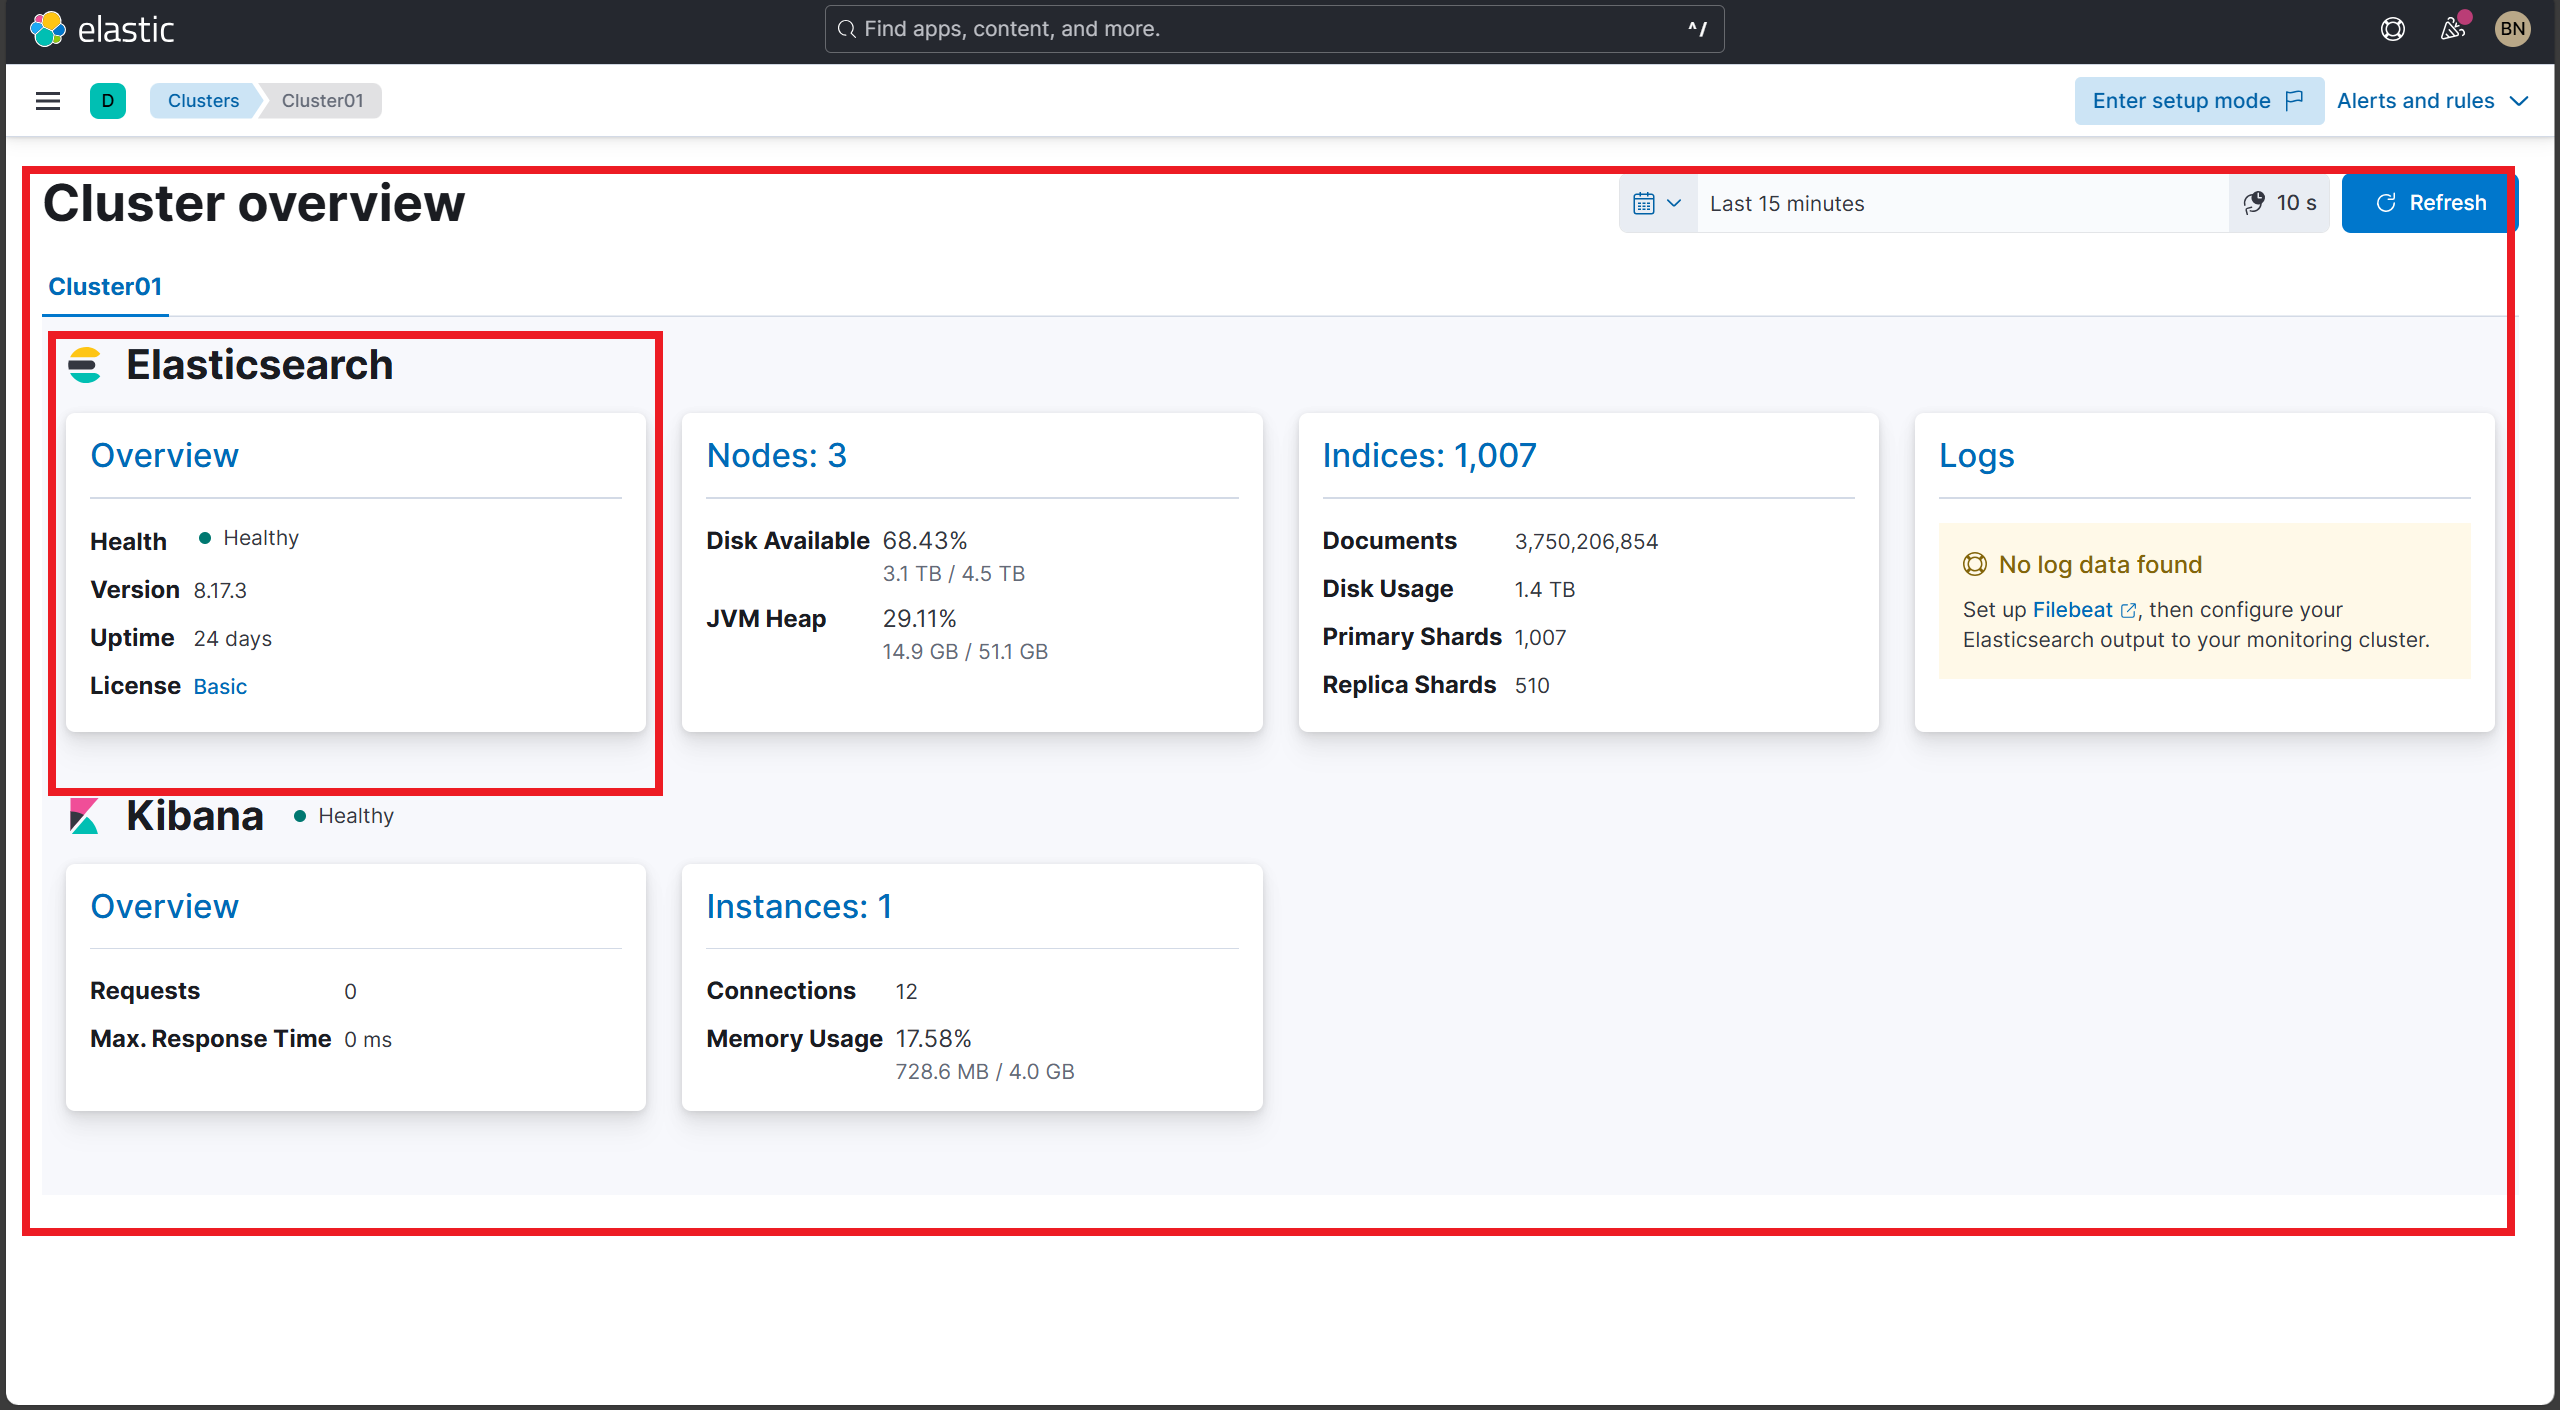 elastic
Find apps, content, and more.
^/
BN
D
Clusters
Cluster01
Enter setup mode
Alerts and rules
Cluster overview
Last 15 minutes
10 s
Refresh
Cluster01
Elasticsearch
Overview
Health Healthy
Version 8.17.3
Uptime 24 days
License Basic
Nodes: 3
Disk Available 68.43%
3.1 TB / 4.5 TB
JVM Heap 29.11%
14.9 GB / 51.1 GB
Indices: 1,007
Documents 3,750,206,854
Disk Usage 1.4 TB
Primary Shards 1,007
Replica Shards 510
Logs
No log data found
Set up Filebeat , then configure your
Elasticsearch output to your monitoring cluster.
Kibana Healthy
Overview
Requests 0
Max. Response Time 0 ms
Instances: 1
Connections 12
Memory Usage 17.58%
728.6 MB / 4.0 GB